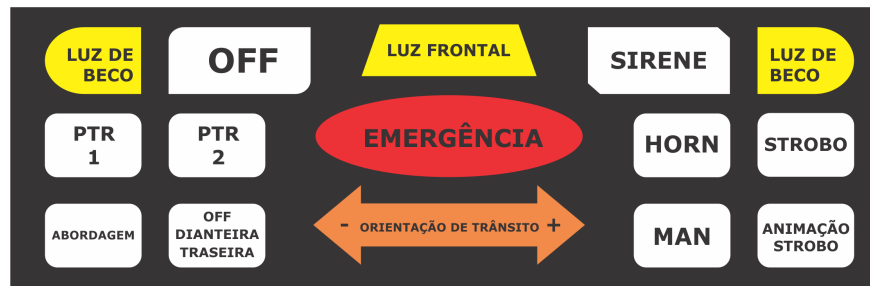 LUZ DE
BECO
OFF
LUZ FRONTAL
SIRENE
LUZ DE
BECO
PTR
1
PTR
2
EMERGÊNCIA
HORN
STROBO
ABORDAGEM
OFF
DIANTEIRA
TRASEIRA
- ORIENTAÇÃO DE TRÂNSITO +
MAN
ANIMAÇÃO
STROBO